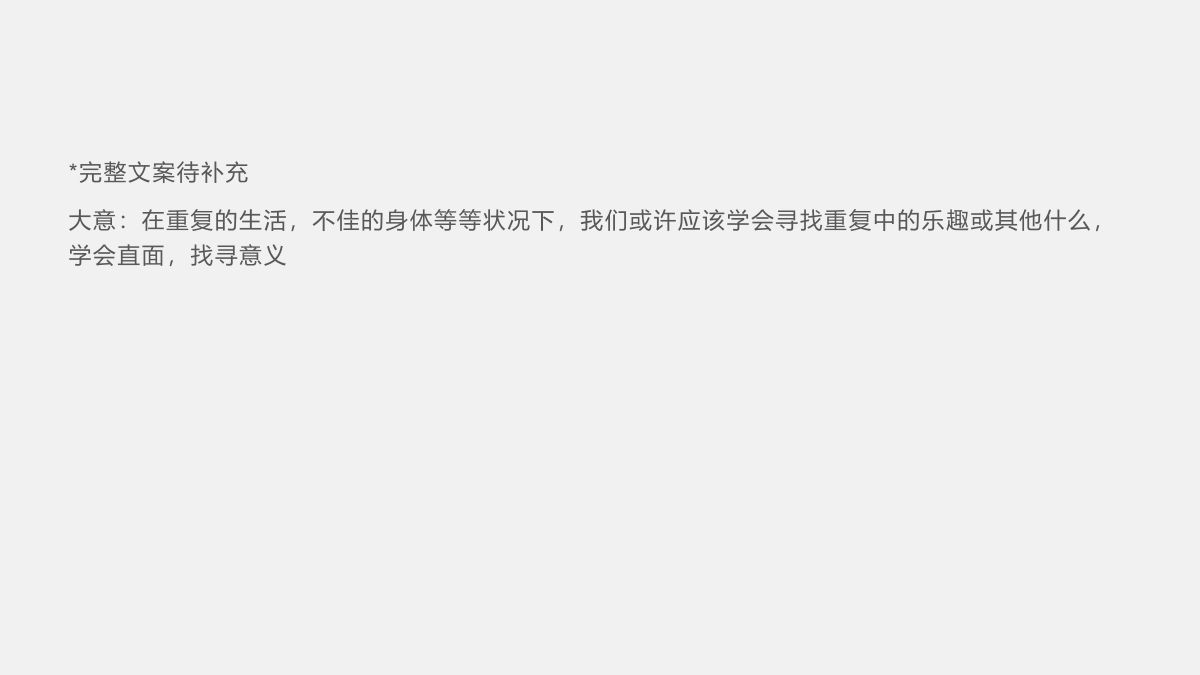 *完整文案待补充
大意：在重复的生活，不佳的身体等等状况下，我们或许应该学会寻找重复中的乐趣或其他什么，
学会直面，找寻意义